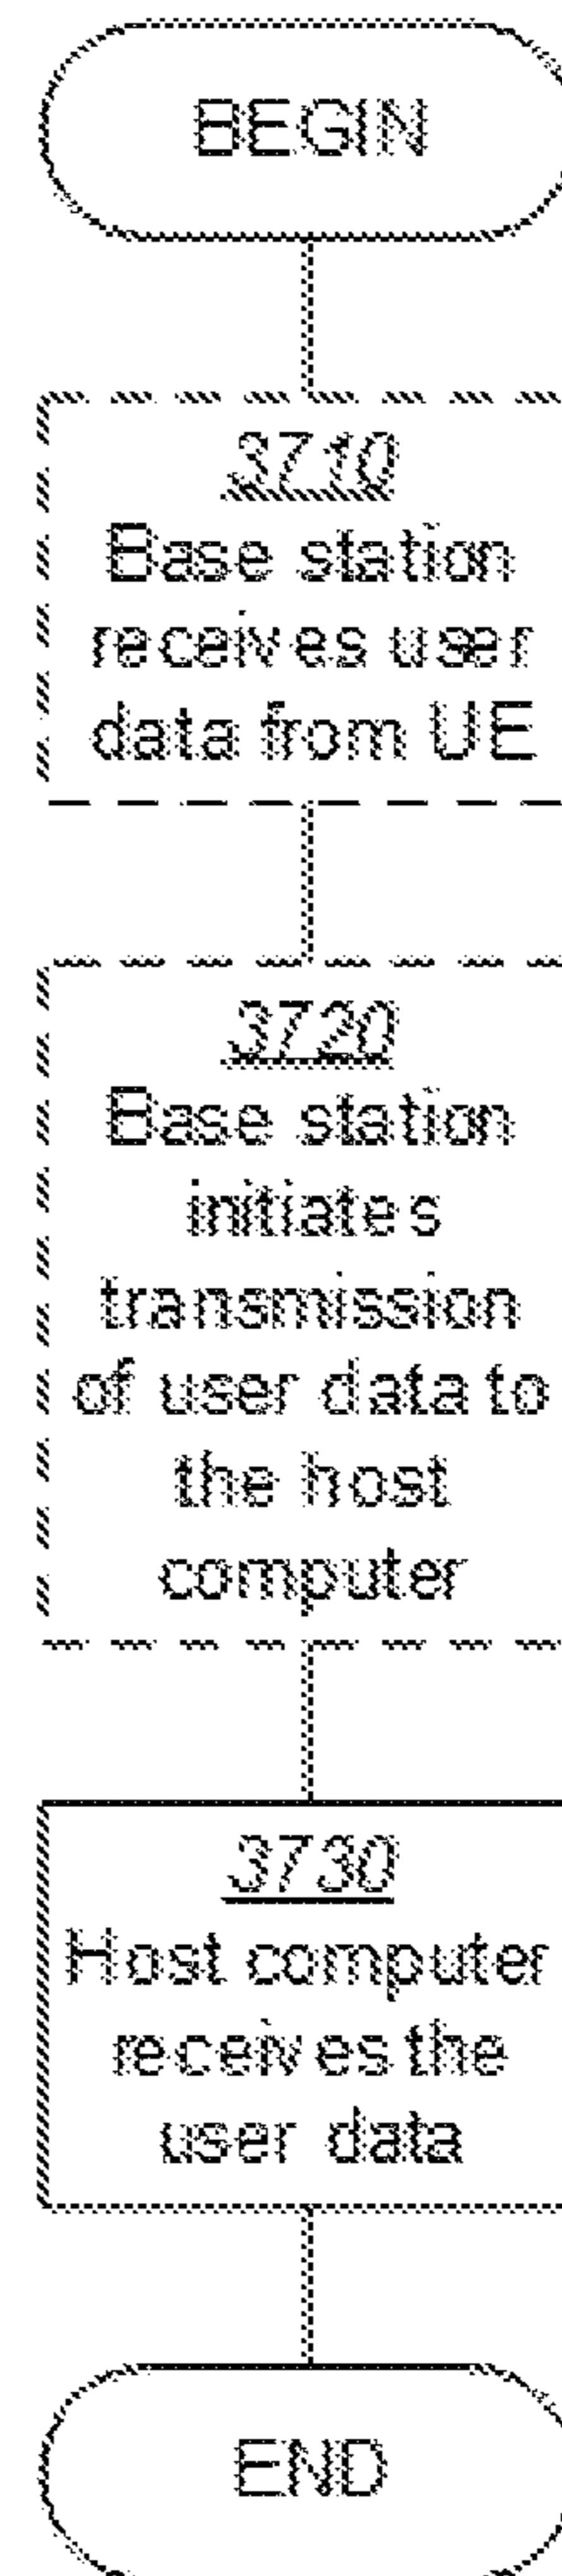 BEGIN
3710
Base station
receives user
data from UE
3720
Base station
initiates
transmission
of user data to
the host
computer
3730
Host computer
receives the
user data
END